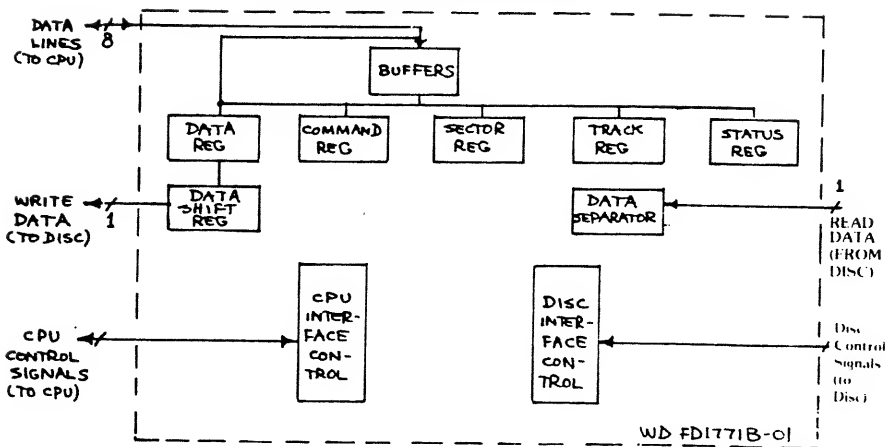 DATA
LINES
(TO CPU)
8
BUFFERS
DATA
REG
COMMAND
REG
SECTOR
REG
TRACK
REG
STATUS
REG
WRITE
DATA
(TO DISC)
1
DATA
SHIFT
REG
DATA
SEPARATOR
1
READ
DATA
(FROM
DISC)
CPU
CONTROL
SIGNALS
(TO CPU)
CPU
INTER-
FACE
CON-
TROL
DISC
INTER-
FACE
CON-
TROL
Disc
Control
Signals
(to
Disc)
WD FD1771B-01